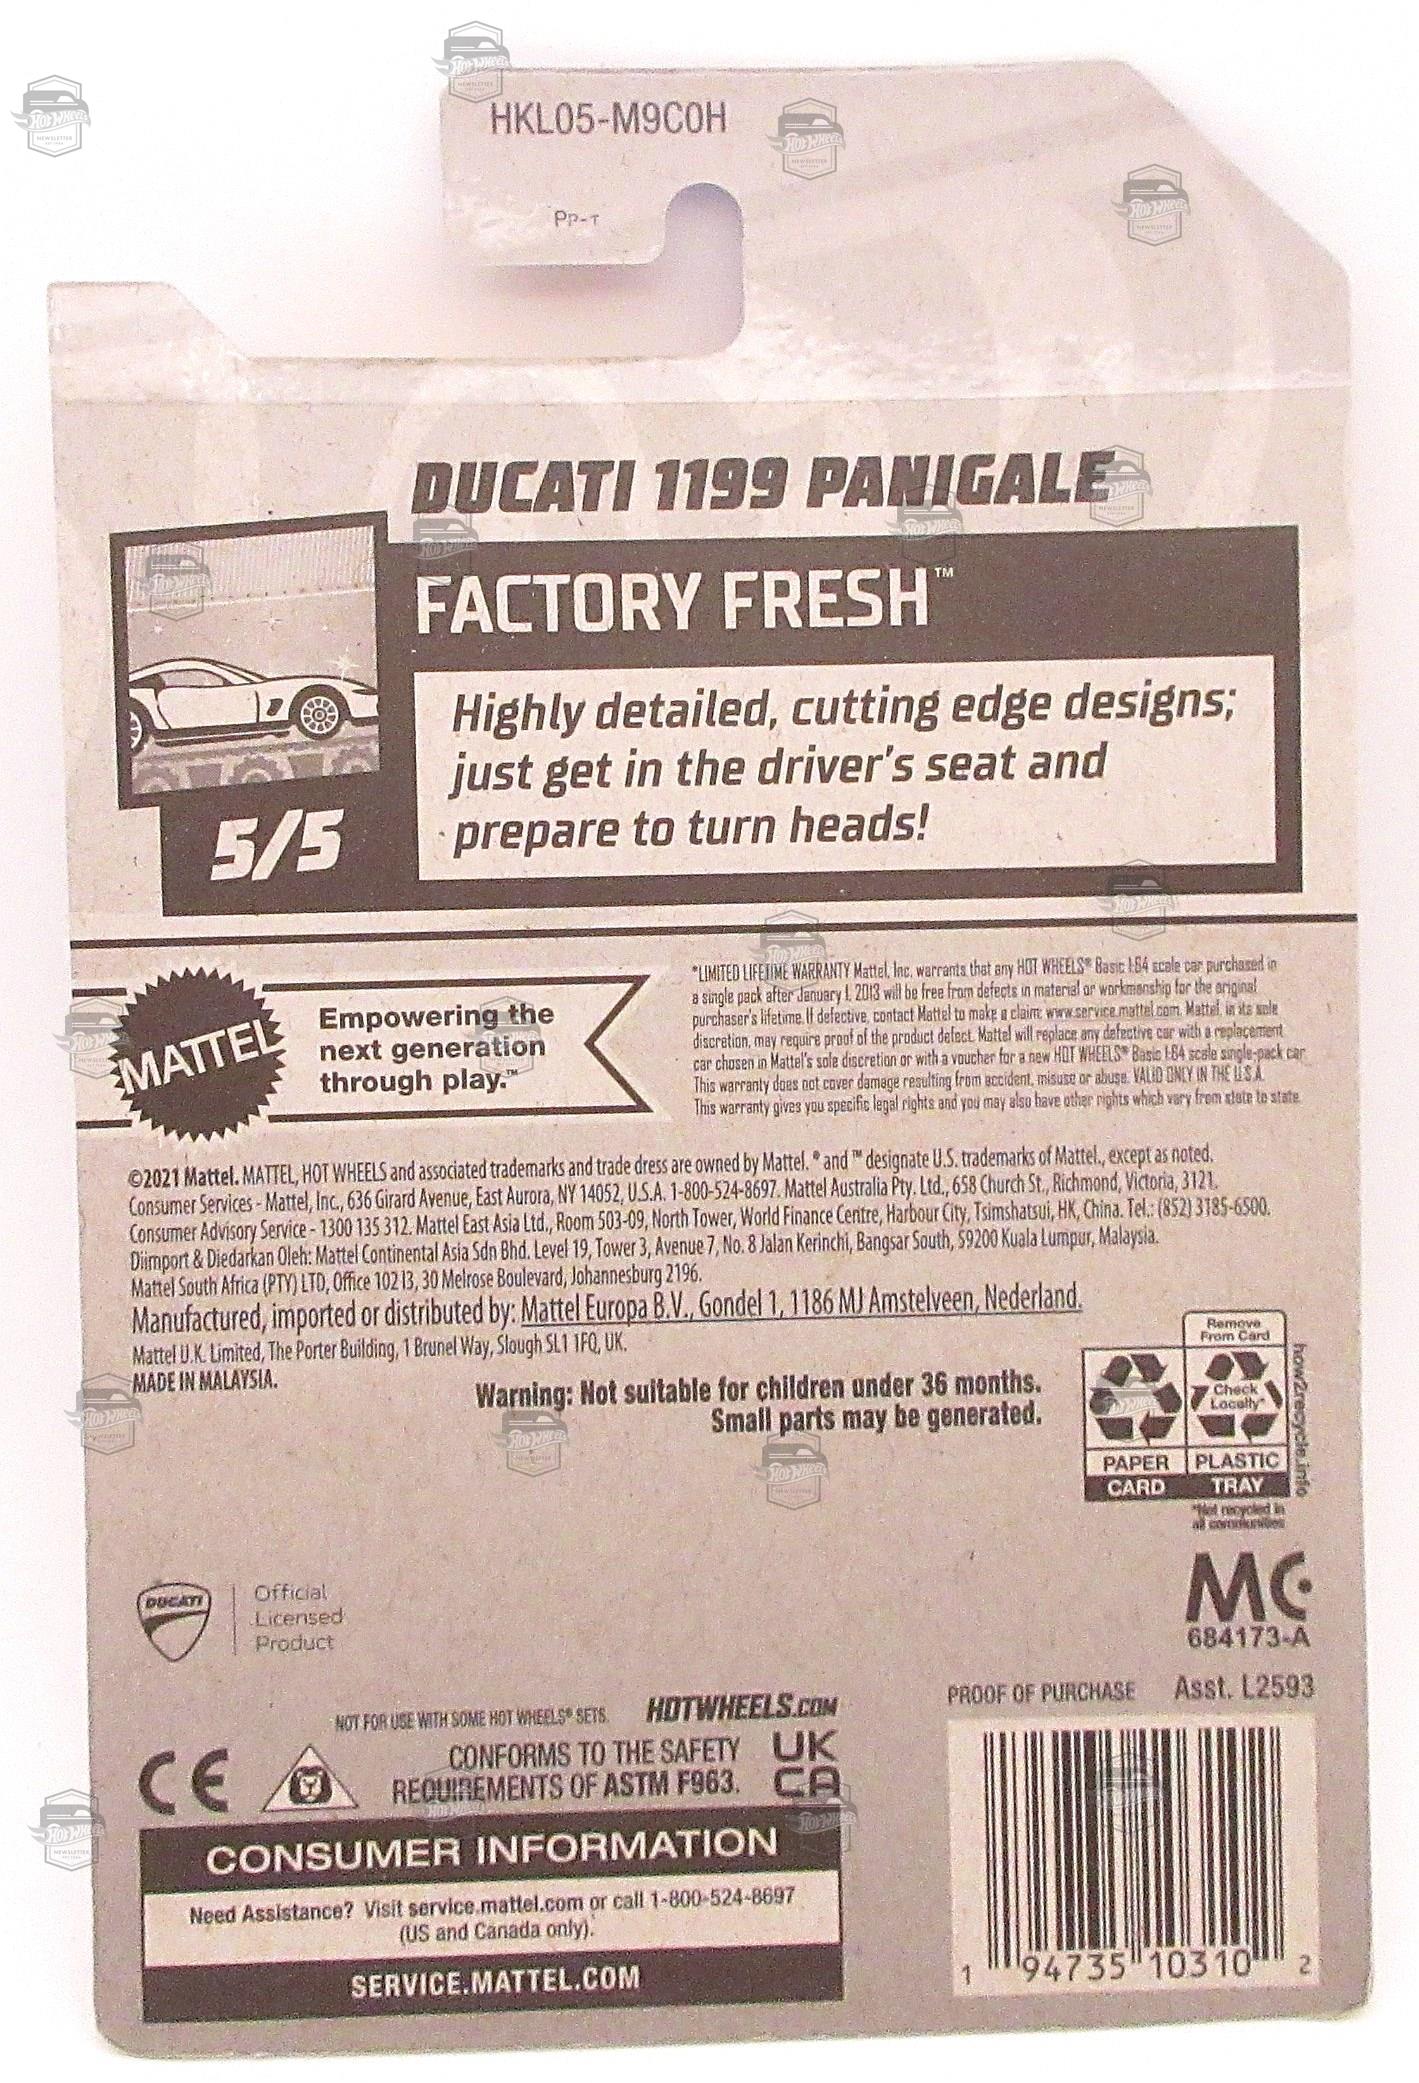 HKL05-M9C0H
PP-T
DUCATI 1199 PANIGALE
FACTORY FRESH™
Highly detailed, cutting edge designs;
just get in the driver's seat and
prepare to turn heads!
5/5
MATTEL
Empowering the
next generation
through play.™
*LIMITED LIFETIME WARRANTY Mattel, Inc. warrants that any HOT WHEELS® Basic 1:64 scale car purchased in
a single pack after January 1, 2013 will be free from defects in material or workmanship for the original
purchaser's lifetime. If defective, contact Mattel to make a claim: www.service.mattel.com. Mattel, in its sole
discretion, may require proof of the product defect. Mattel will replace any defective car with a replacement
car chosen in Mattel's sole discretion or with a voucher for a new HOT WHEELS® Basic 1:64 scale single-pack car.
This warranty does not cover damage resulting from accident, misuse or abuse. VALID ONLY IN THE U.S.A.
This warranty gives you specific legal rights and you may also have other rights which vary from state to state.
©2021 Mattel. MATTEL, HOT WHEELS and associated trademarks and trade dress are owned by Mattel. ® and ™ designate U.S. trademarks of Mattel., except as noted.
Consumer Services - Mattel, Inc., 636 Girard Avenue, East Aurora, NY 14052, U.S.A. 1-800-524-8697. Mattel Australia Pty. Ltd., 658 Church St., Richmond, Victoria, 3121.
Consumer Advisory Service - 1300 135 312. Mattel East Asia Ltd., Room 503-09, North Tower, World Finance Centre, Harbour City, Tsimshatsui, HK, China. Tel.: (852) 3185-6500.
Diimport & Diedarkan Oleh: Mattel Continental Asia Sdn Bhd. Level 19, Tower 3, Avenue 7, No. 8 Jalan Kerinchi, Bangsar South, 59200 Kuala Lumpur, Malaysia.
Mattel South Africa (PTY) LTD, Office 102 I3, 30 Melrose Boulevard, Johannesburg 2196.
Manufactured, imported or distributed by: Mattel Europa B.V., Gondel 1, 1186 MJ Amstelveen, Nederland.
Mattel U.K. Limited, The Porter Building, 1 Brunel Way, Slough SL1 1FQ, UK.
MADE IN MALAYSIA.
Warning: Not suitable for children under 36 months.
Small parts may be generated.
Remove
From Card
Check
Locally*
PAPER
PLASTIC
CARD
TRAY
how2recycle.info
*Not recycled in
all communities
DUCATI
Official
Licensed
Product
MC
684173-A
PROOF OF PURCHASE
Asst. L2593
NOT FOR USE WITH SOME HOT WHEELS® SETS.
HOTWHEELS.COM
CE
CONFORMS TO THE SAFETY
REQUIREMENTS OF ASTM F963.
UK
CA
CONSUMER INFORMATION
Need Assistance? Visit service.mattel.com or call 1-800-524-8697
(US and Canada only).
SERVICE.MATTEL.COM
1 94735 10310 2